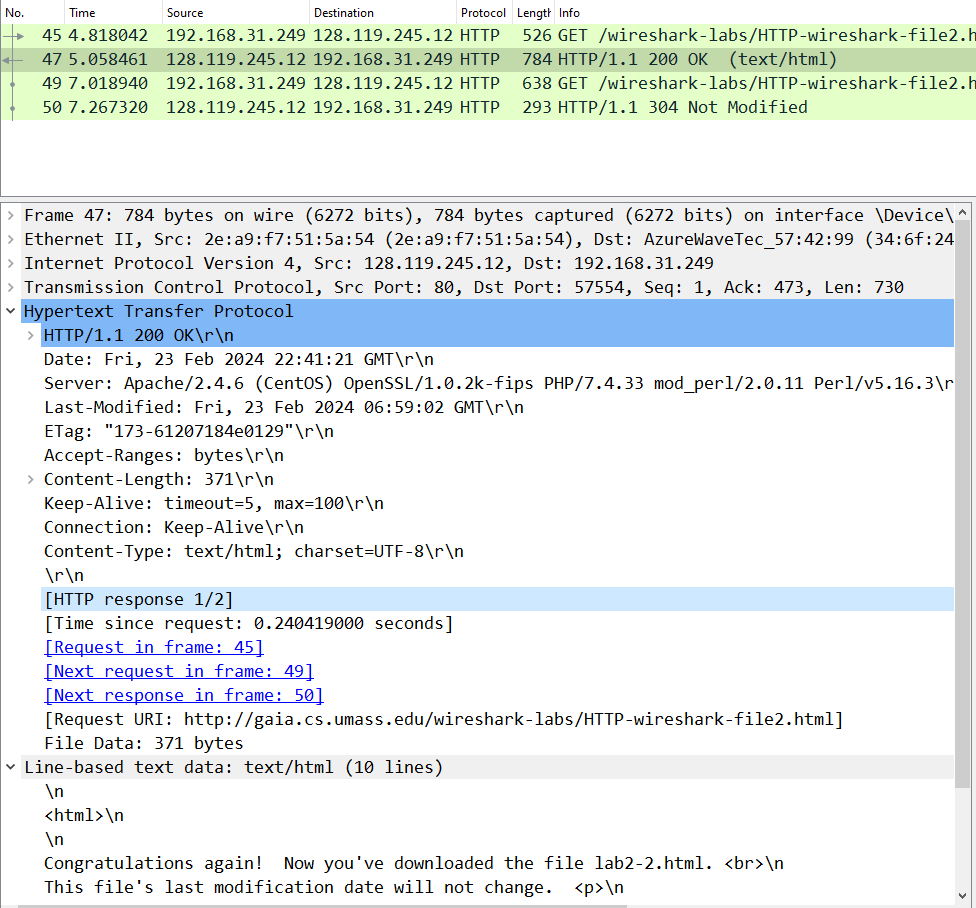 No. Time Source Destination Protocol Length Info
45 4.818042 192.168.31.249 128.119.245.12 HTTP 526 GET /wireshark-labs/HTTP-wireshark-file2.h
47 5.058461 128.119.245.12 192.168.31.249 HTTP 784 HTTP/1.1 200 OK  (text/html)
49 7.018940 192.168.31.249 128.119.245.12 HTTP 638 GET /wireshark-labs/HTTP-wireshark-file2.h
50 7.267320 128.119.245.12 192.168.31.249 HTTP 293 HTTP/1.1 304 Not Modified
Frame 47: 784 bytes on wire (6272 bits), 784 bytes captured (6272 bits) on interface \Device\
Ethernet II, Src: 2e:a9:f7:51:5a:54 (2e:a9:f7:51:5a:54), Dst: AzureWaveTec_57:42:99 (34:6f:24
Internet Protocol Version 4, Src: 128.119.245.12, Dst: 192.168.31.249
Transmission Control Protocol, Src Port: 80, Dst Port: 57554, Seq: 1, Ack: 473, Len: 730
Hypertext Transfer Protocol
HTTP/1.1 200 OK\r\n
Date: Fri, 23 Feb 2024 22:41:21 GMT\r\n
Server: Apache/2.4.6 (CentOS) OpenSSL/1.0.2k-fips PHP/7.4.33 mod_perl/2.0.11 Perl/v5.16.3\r
Last-Modified: Fri, 23 Feb 2024 06:59:02 GMT\r\n
ETag: "173-61207184e0129"\r\n
Accept-Ranges: bytes\r\n
Content-Length: 371\r\n
Keep-Alive: timeout=5, max=100\r\n
Connection: Keep-Alive\r\n
Content-Type: text/html; charset=UTF-8\r\n
\r\n
[HTTP response 1/2]
[Time since request: 0.240419000 seconds]
[Request in frame: 45]
[Next request in frame: 49]
[Next response in frame: 50]
[Request URI: http://gaia.cs.umass.edu/wireshark-labs/HTTP-wireshark-file2.html]
File Data: 371 bytes
Line-based text data: text/html (10 lines)
\n
<html>\n
\n
Congratulations again!  Now you've downloaded the file lab2-2.html. <br>\n
This file's last modification date will not change.  <p>\n